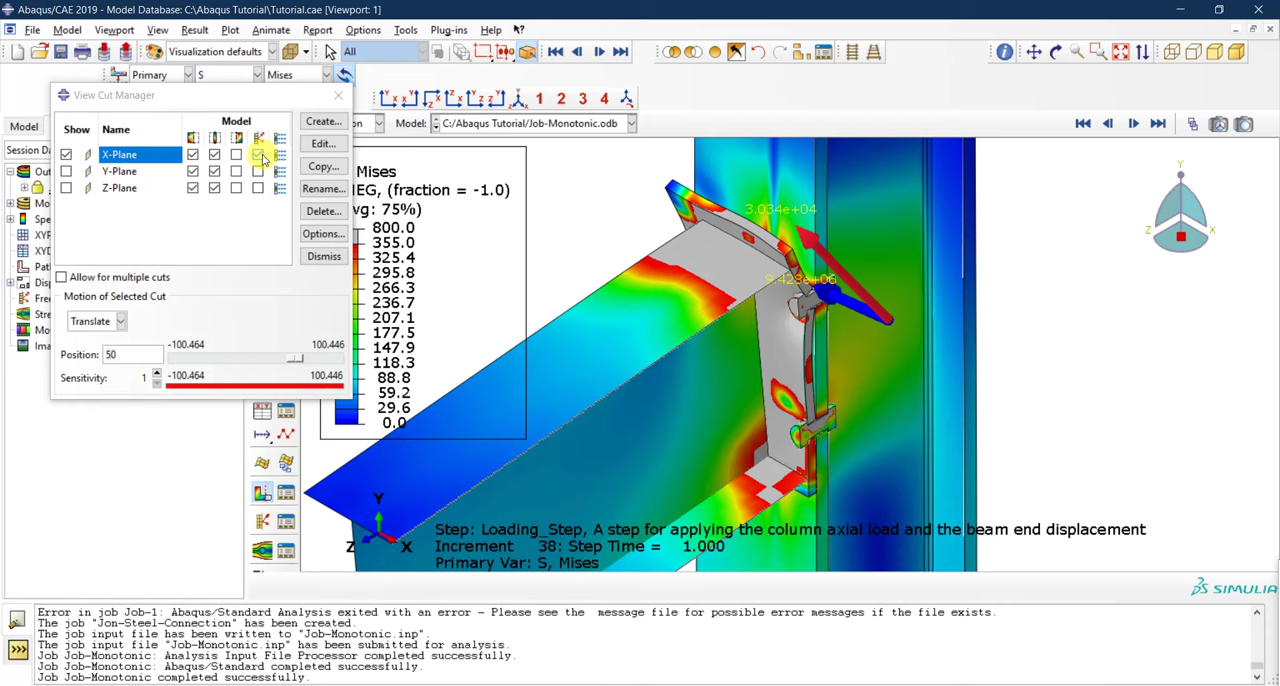 Abaqus/CAE 2019 - Model Database: C:\Abaqus Tutorial\Tutorial.cae [Viewport: 1]
File Model Viewport View Result Plot Animate Report Options Tools Plug-ins Help
Visualization defaults All
Primary S Mises
View Cut Manager
1 2 3 4
Model
Model: C:/Abaqus Tutorial/Job-Monotonic.odb
Session Da
Show Name Model
X-Plane
Y-Plane
Z-Plane
Create...
Edit...
Copy...
Rename...
Delete...
Options...
Dismiss
Allow for multiple cuts
Motion of Selected Cut
Translate
-100.464 100.446
Position: 50
Sensitivity: 1
-100.464 100.446
Mises
EG, (fraction = -1.0)
vg: 75%)
800.0
355.0
325.4
295.8
266.3
236.7
207.1
177.5
147.9
118.3
88.8
59.2
29.6
0.0
3.034e+04
9.428e+06
Y
Z X
Y
Z X
Step: Loading_Step, A step for applying the column axial load and the beam end displacement
Increment 38: Step Time = 1.000
Primary Var: S, Mises
SIMULIA
Error in job Job-1: Abaqus/Standard Analysis exited with an error - Please see the message file for possible error messages if the file exists.
The job "Jon-Steel-Connection" has been created.
The job input file has been written to "Job-Monotonic.inp".
The job input file "Job-Monotonic.inp" has been submitted for analysis.
Job Job-Monotonic: Analysis Input File Processor completed successfully.
Job Job-Monotonic: Abaqus/Standard completed successfully.
Job Job-Monotonic completed successfully.